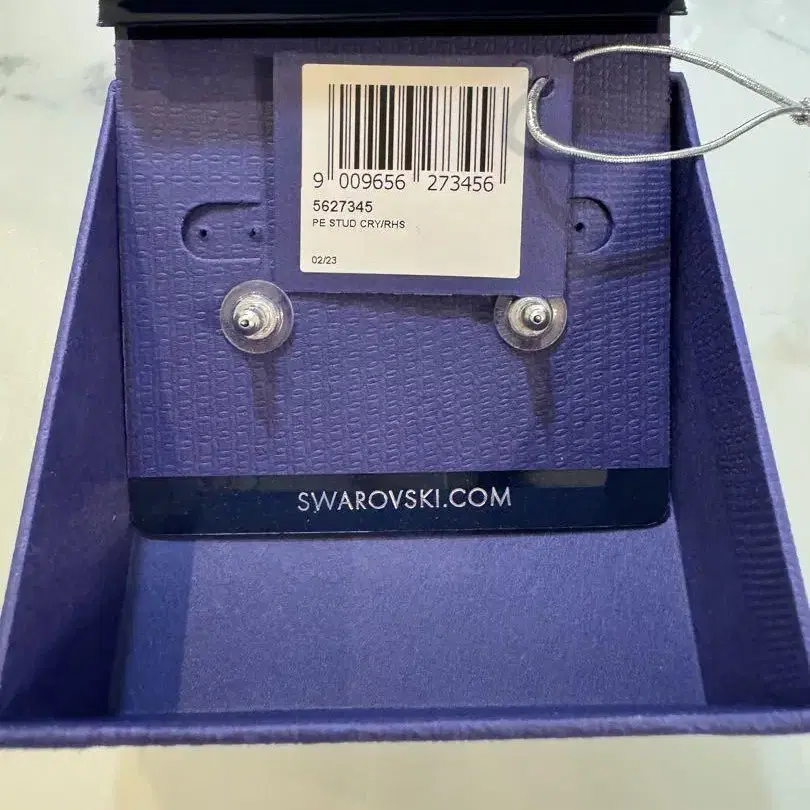 9 009656 273456
5627345
PE STUD CRY/RHS
02/23
SWAROVSKI.COM